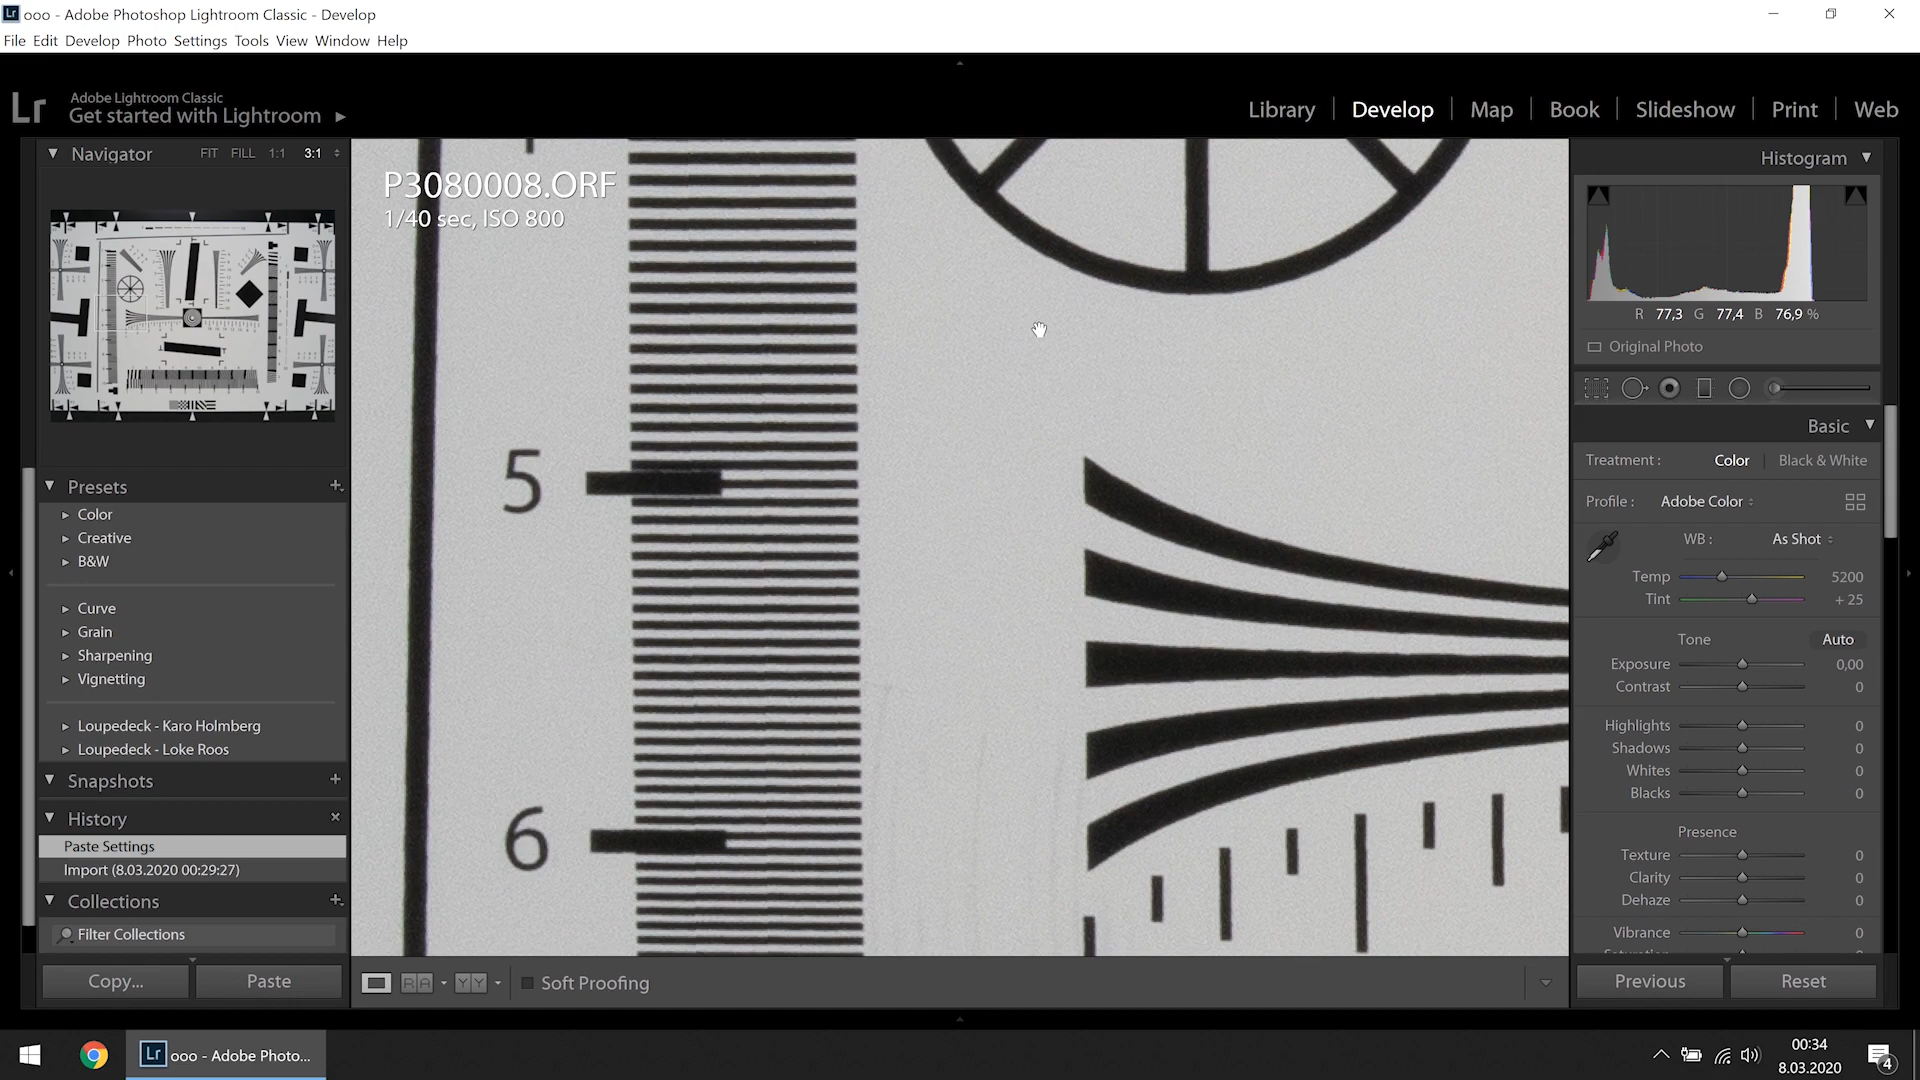 ooo - Adobe Photoshop Lightroom Classic - Develop
File Edit Develop Photo Settings Tools View Window Help
Lr
Adobe Lightroom Classic
Get started with Lightroom
Library Develop Map Book Slideshow Print Web
Navigator FIT FILL 1:1 3:1
Presets
Color
Creative
B&W
Curve
Grain
Sharpening
Vignetting
Loupedeck - Karo Holmberg
Loupedeck - Loke Roos
Snapshots
History
Paste Settings
Import (8.03.2020 00:29:27)
Collections
Filter Collections
Copy... Paste
P3080008.ORF
1/40 sec, ISO 800
5
6
Soft Proofing
Histogram
R 77,3 G 77,4 B 76,9 %
Original Photo
Basic
Treatment : Color Black & White
Profile : Adobe Color
WB : As Shot
Temp 5200
Tint + 25
Tone Auto
Exposure 0,00
Contrast 0
Highlights 0
Shadows 0
Whites 0
Blacks 0
Presence
Texture 0
Clarity 0
Dehaze 0
Vibrance 0
Previous Reset
Lr ooo - Adobe Photo...
00:34
8.03.2020
4